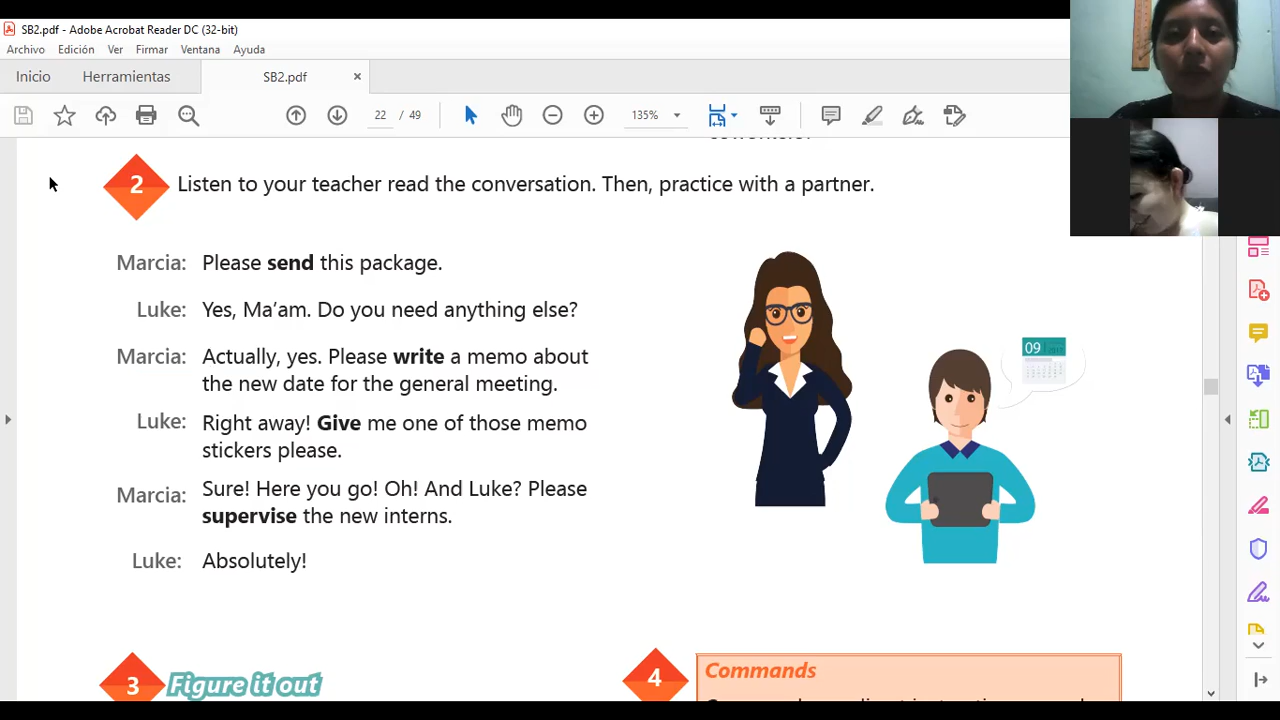 SB2.pdf - Adobe Acrobat Reader DC (32-bit)
Archivo Edición Ver Firmar Ventana Ayuda
Inicio Herramientas SB2.pdf ×
22 / 49 135%
2 Listen to your teacher read the conversation. Then, practice with a partner.
Marcia: Please send this package.
Luke: Yes, Ma’am. Do you need anything else?
Marcia: Actually, yes. Please write a memo about
the new date for the general meeting.
Luke: Right away! Give me one of those memo
stickers please.
Marcia: Sure! Here you go! Oh! And Luke? Please
supervise the new interns.
Luke: Absolutely!
09
3 Figure it out
4 Commands